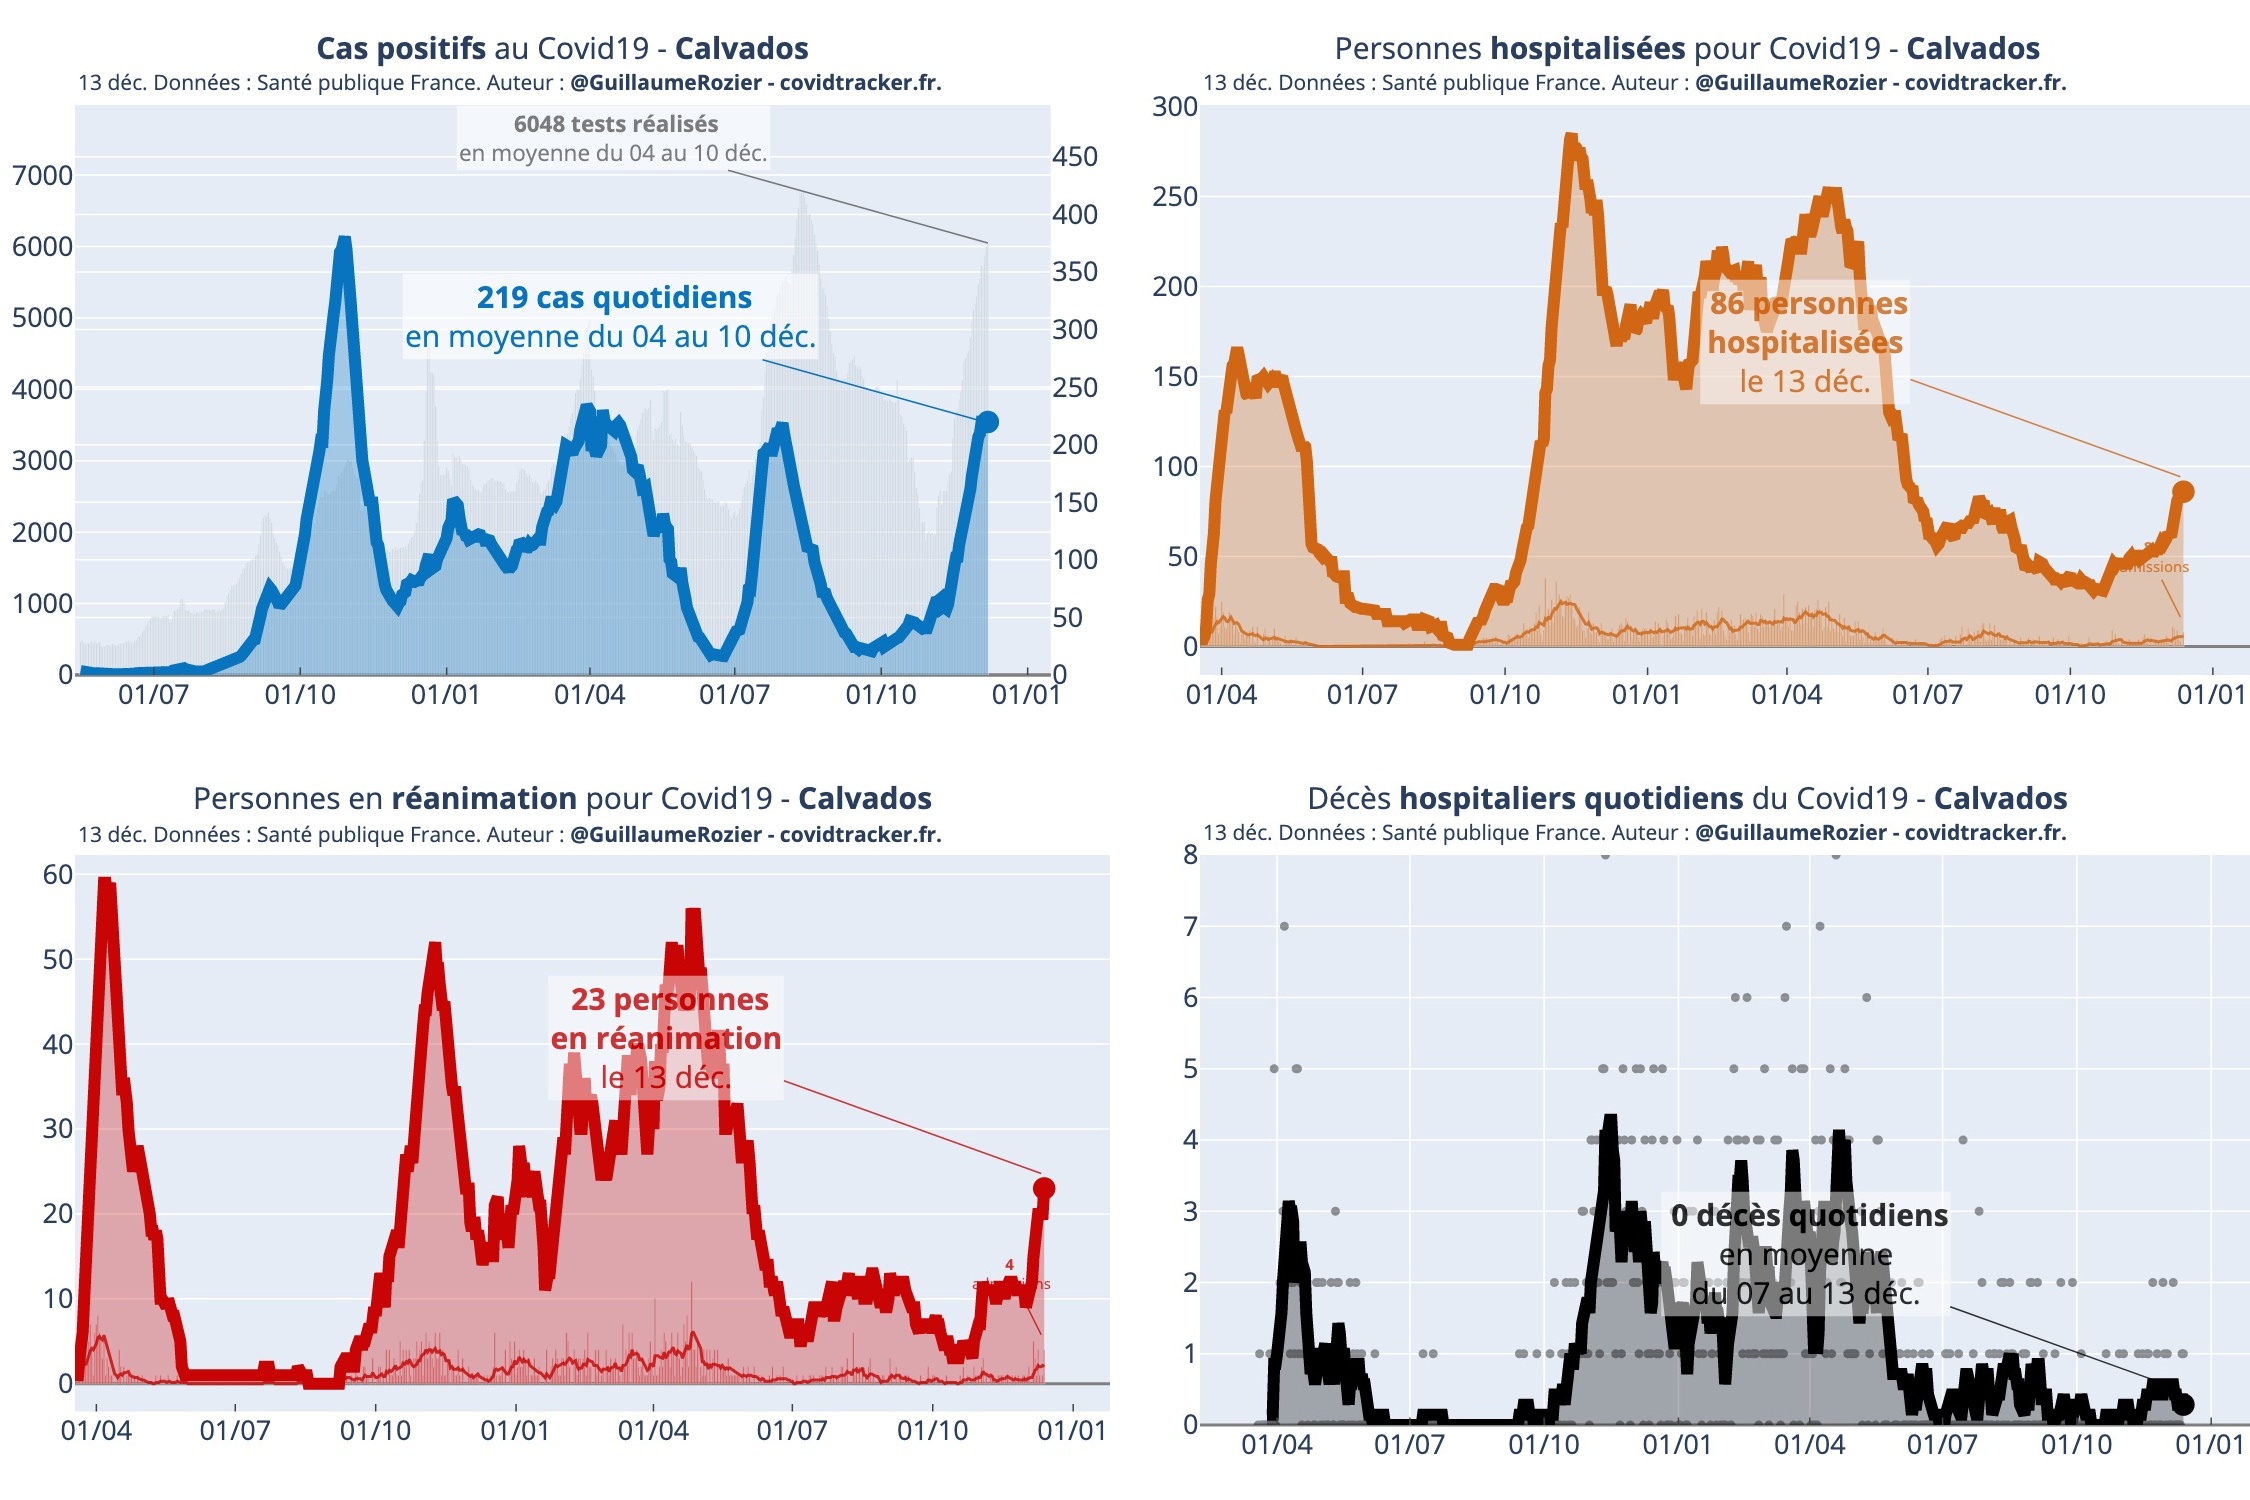 Cas positifs au Covid19 - Calvados
13 déc. Données : Santé publique France. Auteur : @GuillaumeRozier - covidtracker.fr.
6048 tests réalisés
en moyenne du 04 au 10 déc.
219 cas quotidiens
en moyenne du 04 au 10 déc.
7000
6000
5000
4000
3000
2000
1000
0
450
400
350
300
250
200
150
100
50
0
01/07 01/10 01/01 01/04 01/07 01/10 01/01
Personnes hospitalisées pour Covid19 - Calvados
13 déc. Données : Santé publique France. Auteur : @GuillaumeRozier - covidtracker.fr.
300
250
200
150
100
50
0
86 personnes
hospitalisées
le 13 déc.
01/04 01/07 01/10 01/01 01/04 01/07 01/10 01/01
Personnes en réanimation pour Covid19 - Calvados
13 déc. Données : Santé publique France. Auteur : @GuillaumeRozier - covidtracker.fr.
60
50
40
30
20
10
0
23 personnes
en réanimation
le 13 déc.
4
01/04 01/07 01/10 01/01 01/04 01/07 01/10 01/01
Décès hospitaliers quotidiens du Covid19 - Calvados
13 déc. Données : Santé publique France. Auteur : @GuillaumeRozier - covidtracker.fr.
8
7
6
5
4
3
2
1
0
0 décès quotidiens
en moyenne
du 07 au 13 déc.
01/04 01/07 01/10 01/01 01/04 01/07 01/10 01/01